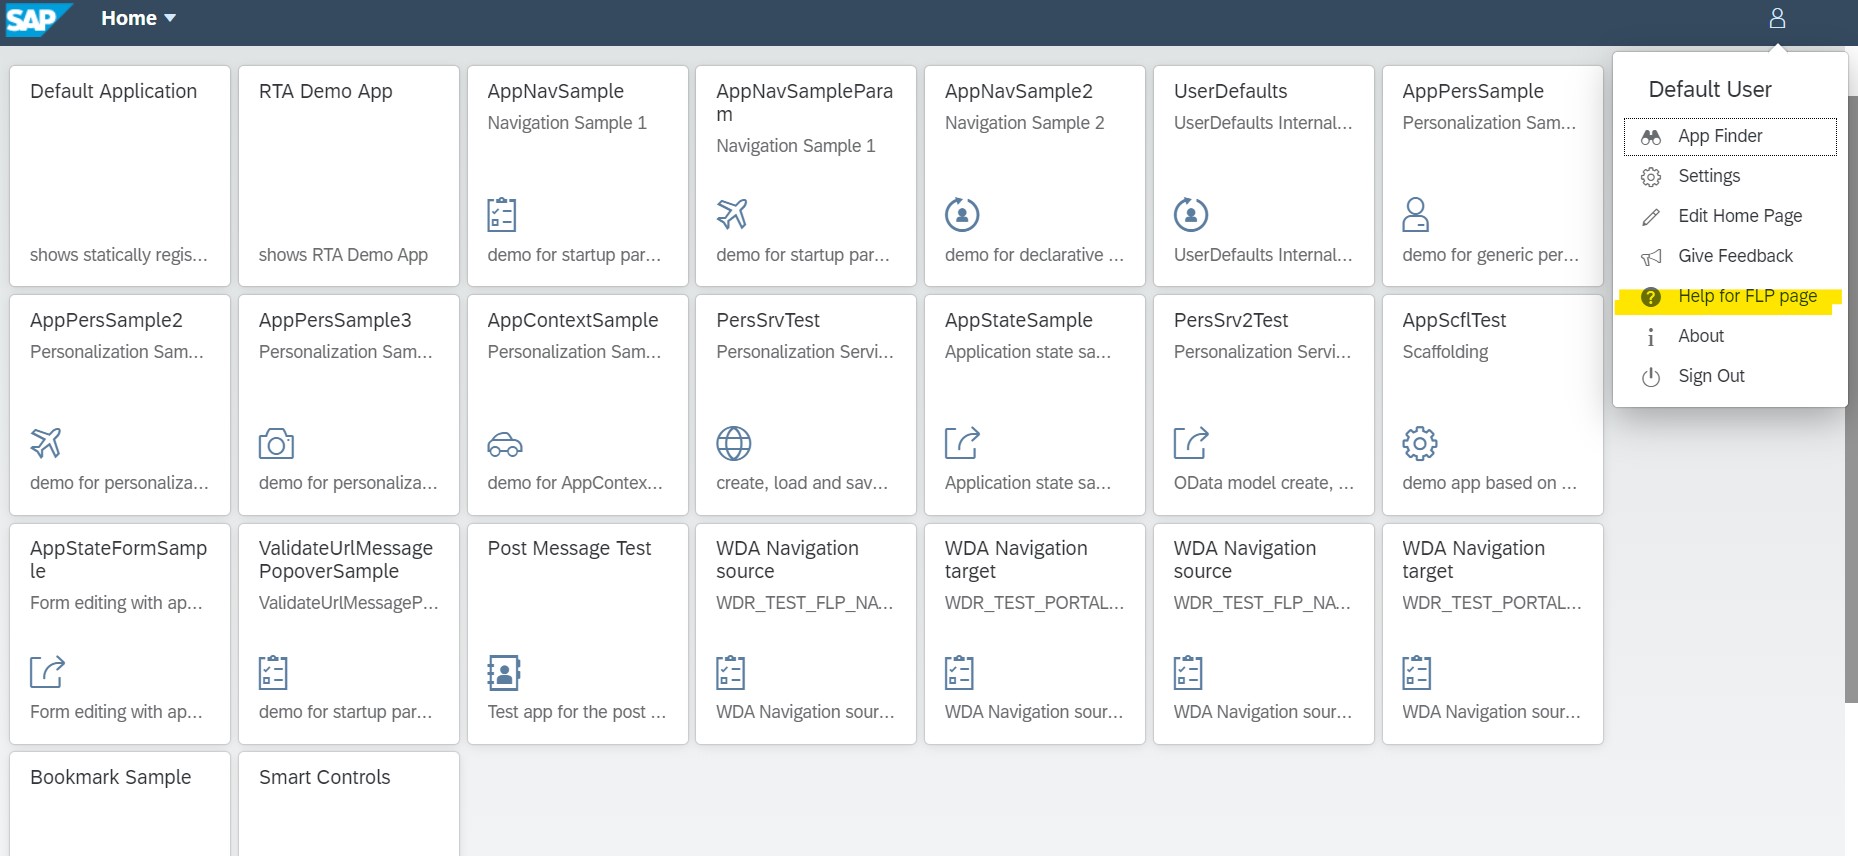 SAP
Home
Default Application
shows statically regis...
RTA Demo App
shows RTA Demo App
AppNavSample
Navigation Sample 1
demo for startup par...
AppNavSamplePara
m
Navigation Sample 1
demo for startup par...
AppNavSample2
Navigation Sample 2
demo for declarative ...
UserDefaults
UserDefaults Internal...
UserDefaults Internal...
AppPersSample
Personalization Sam...
demo for generic per...
Default User
App Finder
Settings
Edit Home Page
Give Feedback
Help for FLP page
About
Sign Out
AppPersSample2
Personalization Sam...
demo for personaliza...
AppPersSample3
Personalization Sam...
demo for personaliza...
AppContextSample
Personalization Sam...
demo for AppContex...
PersSrvTest
Personalization Servi...
create, load and sav...
AppStateSample
Application state sa...
Application state sa...
PersSrv2Test
Personalization Servi...
OData model create, ...
AppScflTest
Scaffolding
demo app based on ...
AppStateFormSamp
le
Form editing with ap...
Form editing with ap...
ValidateUrlMessage
PopoverSample
ValidateUrlMessageP...
demo for startup par...
Post Message Test
Test app for the post ...
WDA Navigation
source
WDR_TEST_FLP_NA...
WDA Navigation sour...
WDA Navigation
target
WDR_TEST_PORTAL...
WDA Navigation sour...
WDA Navigation
source
WDR_TEST_FLP_NA...
WDA Navigation sour...
WDA Navigation
target
WDR_TEST_PORTAL...
WDA Navigation sour...
Bookmark Sample
Smart Controls